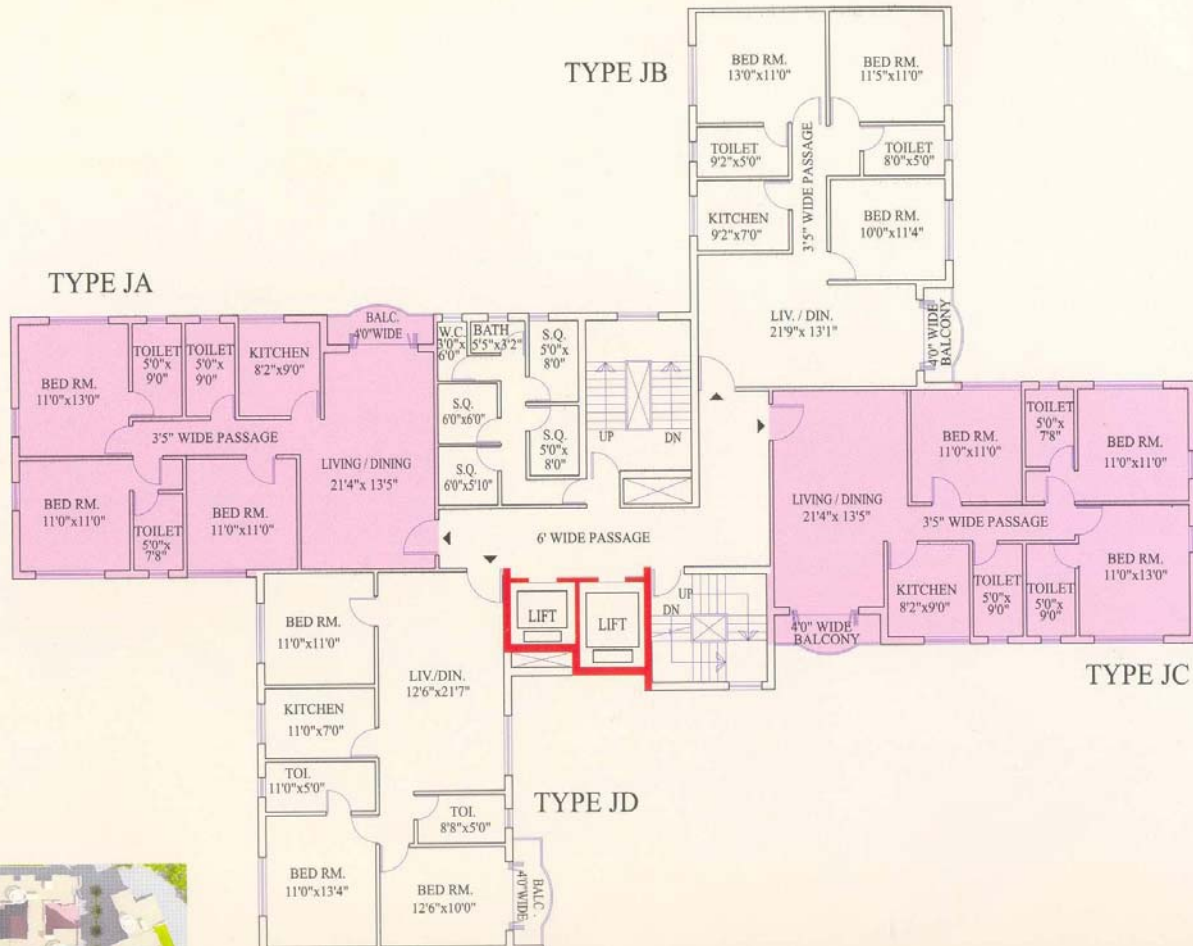 TYPE JB
BED RM.
13'0"x11'0"
BED RM.
11'5"x11'0"
TOILET
9'2"x5'0"
TOILET
8'0"x5'0"
3'5" WIDE PASSAGE
KITCHEN
9'2"x7'0"
BED RM.
10'0"x11'4"
LIV. / DIN.
21'9"x 13'1"
4'0" WIDE
BALCONY
TYPE JA
BED RM.
11'0"x13'0"
TOILET
5'0"x
9'0"
TOILET
5'0"x
9'0"
KITCHEN
8'2"x9'0"
BALC.
4'0"WIDE
3'5" WIDE PASSAGE
LIVING / DINING
21'4"x 13'5"
BED RM.
11'0"x11'0"
TOILET
5'0"x
7'8"
BED RM.
11'0"x11'0"
W.C.
3'0"x
6'0"
BATH
5'5"x3'2"
S.Q.
5'0"x
8'0"
S.Q.
6'0"x6'0"
S.Q.
5'0"x
8'0"
S.Q.
6'0"x5'10"
UP
DN
6' WIDE PASSAGE
LIFT
LIFT
UP
DN
LIVING / DINING
21'4"x 13'5"
BED RM.
11'0"x11'0"
TOILET
5'0"x
7'8"
BED RM.
11'0"x11'0"
3'5" WIDE PASSAGE
KITCHEN
8'2"x9'0"
TOILET
5'0"x
9'0"
TOILET
5'0"x
9'0"
BED RM.
11'0"x13'0"
4'0" WIDE
BALCONY
TYPE JC
BED RM.
11'0"x11'0"
LIV./DIN.
12'6"x21'7"
KITCHEN
11'0"x7'0"
TOI.
11'0"x5'0"
TOI.
8'8"x5'0"
TYPE JD
BED RM.
11'0"x13'4"
BED RM.
12'6"x10'0"
BALC.
4'0"WIDE